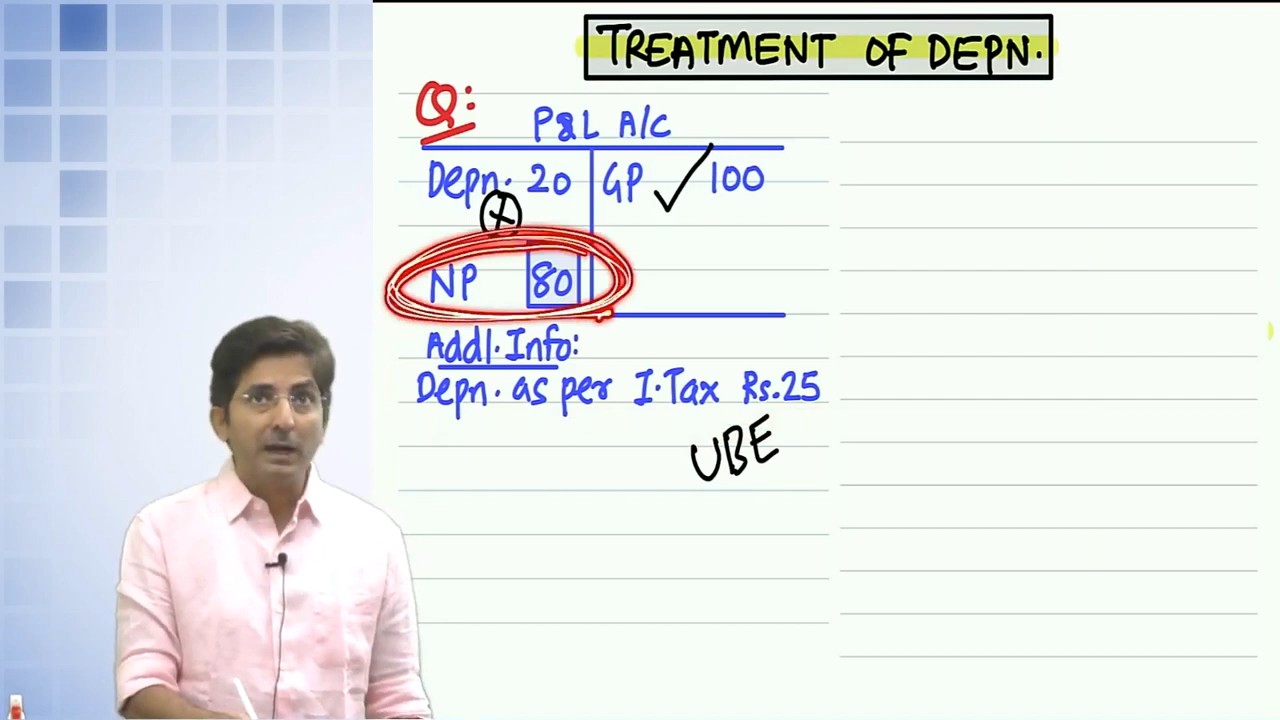 TREATMENT OF DEPN.
Q:
P&L A/C
Depn. 20 GP ✓ 100
NP 80
Addl. Info:
Depn. as per I.Tax Rs.25
UBE